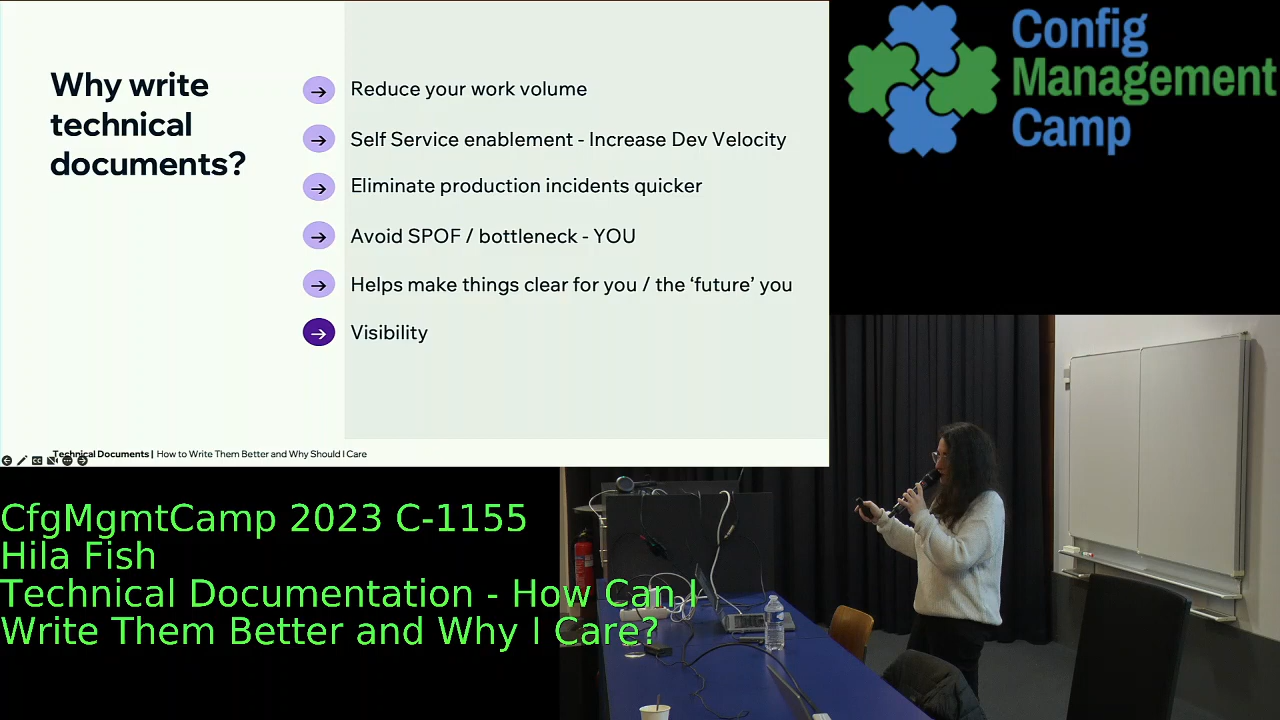 Why write
technical
documents?
Reduce your work volume
Self Service enablement - Increase Dev Velocity
Eliminate production incidents quicker
Avoid SPOF / bottleneck - YOU
Helps make things clear for you / the ‘future’ you
Visibility
Technical Documents | How to Write Them Better and Why Should I Care
Config
Management
Camp
CfgMgmtCamp 2023 C-1155
Hila Fish
Technical Documentation - How Can I
Write Them Better and Why I Care?